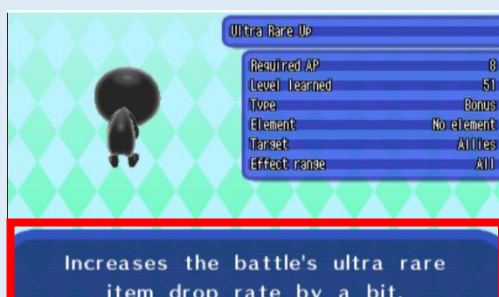 Ultra Rare Up
Required AP 8
Level learned 51
Type Bonus
Element No element
Target Allies
Effect range All
Increases the battle's ultra rare
item drop rate by a bit.